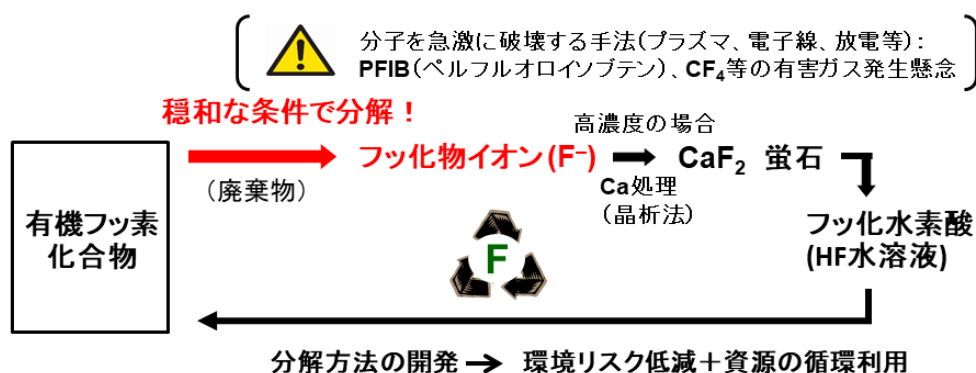 分子を急激に破壊する手法(プラズマ、電子線、放電等):
PFIB(ペルフルオロイソブテン)、CF₄等の有害ガス発生懸念
穏和な条件で分解!
高濃度の場合
フッ化物イオン(F⁻)
CaF₂ 蛍石
(廃棄物)
Ca処理
(晶析法)
有機フッ素
化合物
フッ化水素酸
(HF水溶液)
F
分解方法の開発→ 環境リスク低減+資源の循環利用